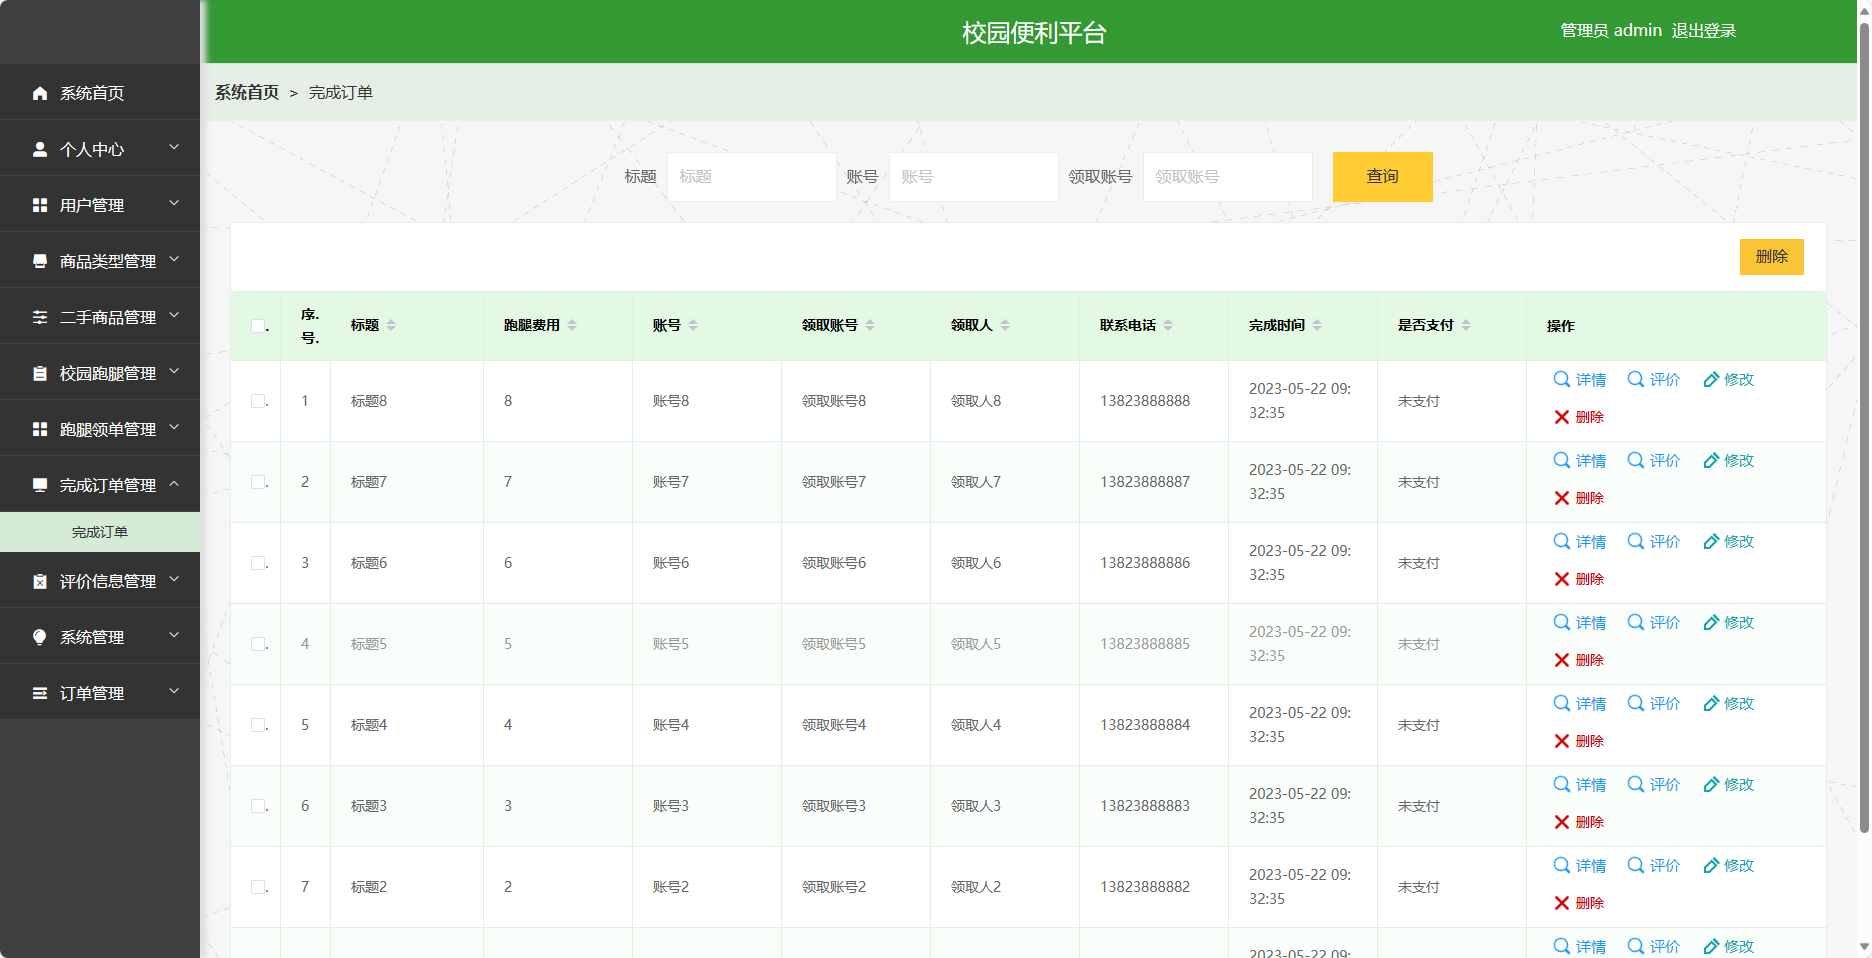 校园便利平台
管理员 admin 退出登录
系统首页
个人中心
用户管理
商品类型管理
二手商品管理
校园跑腿管理
跑腿领单管理
完成订单管理
完成订单
评价信息管理
系统管理
订单管理
系统首页 > 完成订单
标题 标题 账号 账号 领取账号 领取账号 查询
删除
序. 号. 标题 跑腿费用 账号 领取账号 领取人 联系电话 完成时间 是否支付 操作
1 标题8 8 账号8 领取账号8 领取人8 13823888888 2023-05-22 09:32:35 未支付 详情 评价 修改
删除
2 标题7 7 账号7 领取账号7 领取人7 13823888887 2023-05-22 09:32:35 未支付 详情 评价 修改
删除
3 标题6 6 账号6 领取账号6 领取人6 13823888886 2023-05-22 09:32:35 未支付 详情 评价 修改
删除
4 标题5 5 账号5 领取账号5 领取人5 13823888885 2023-05-22 09:32:35 未支付 详情 评价 修改
删除
5 标题4 4 账号4 领取账号4 领取人4 13823888884 2023-05-22 09:32:35 未支付 详情 评价 修改
删除
6 标题3 3 账号3 领取账号3 领取人3 13823888883 2023-05-22 09:32:35 未支付 详情 评价 修改
删除
7 标题2 2 账号2 领取账号2 领取人2 13823888882 2023-05-22 09:32:35 未支付 详情 评价 修改
删除
2023-05-22 09: 详情 评价 修改